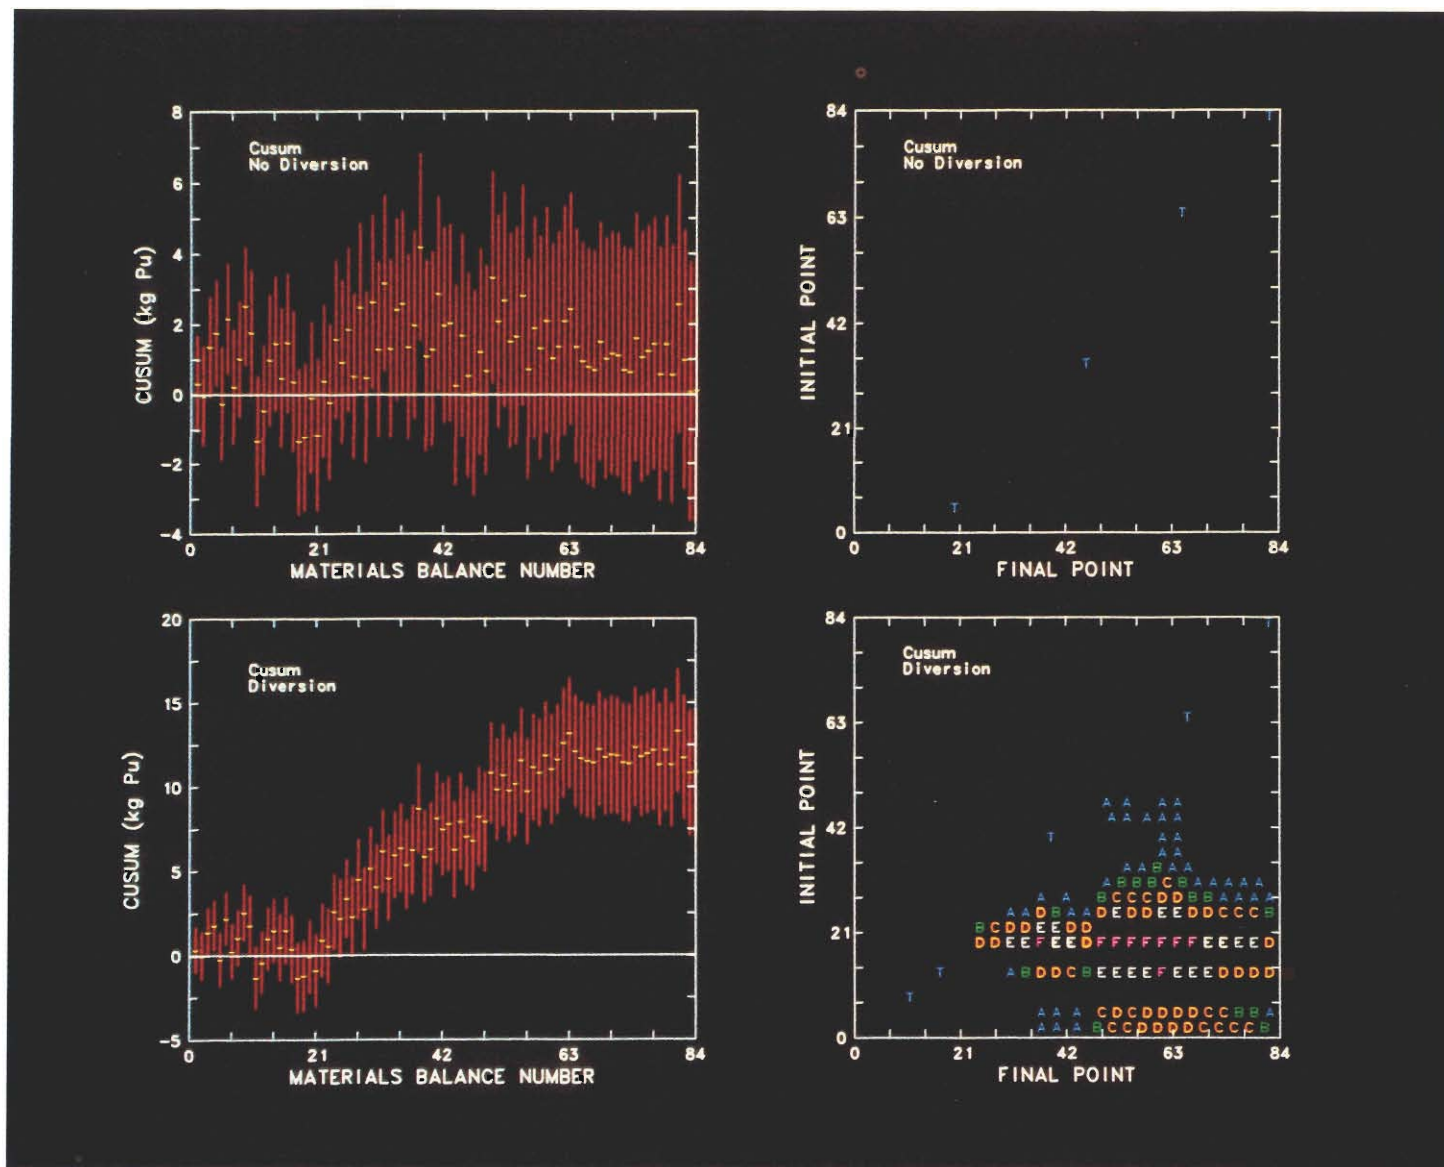 8
6
4
2
0
-2
-4
CUSUM (kg Pu)
Cusum
No Diversion
0 21 42 63 84
MATERIALS BALANCE NUMBER
84
63
42
21
0
INITIAL POINT
Cusum
No Diversion
T
T
T
0 21 42 63 84
FINAL POINT
20
15
10
5
0
-5
CUSUM (kg Pu)
Cusum
Diversion
0 21 42 63 84
MATERIALS BALANCE NUMBER
84
63
42
21
0
INITIAL POINT
Cusum
Diversion
T
A A A A
A A A A A
T A A
A A
A A B A A
A B B B C B A A A A A
A A B C C C D D B B A A A A
A A D B A A D E D D E E D D C C C B
B C D D E E D D
D D E E F E E D F F F F F F F E E E E D
T A B D D C B E E E E F E E E D D D D
T
A A A C D C D D D D C C B B A
A A A B C C D D D D C C C C B
0 21 42 63 84
FINAL POINT